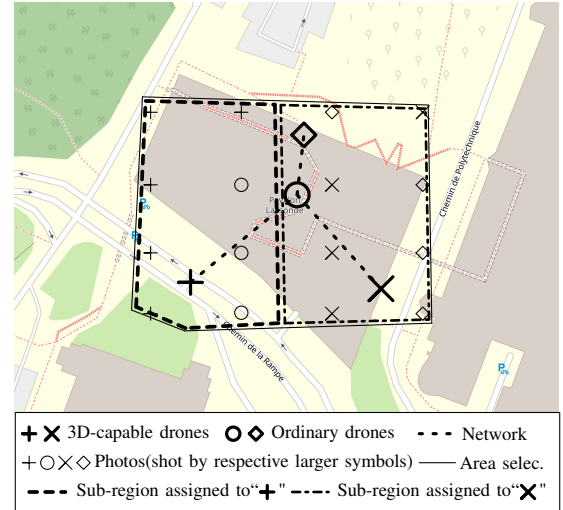 Chemin de Polytechnique
Chemin de la Rampe
3D-capable drones Ordinary drones Network
Photos(shot by respective larger symbols) Area selec.
Sub-region assigned to“+" Sub-region assigned to“×"